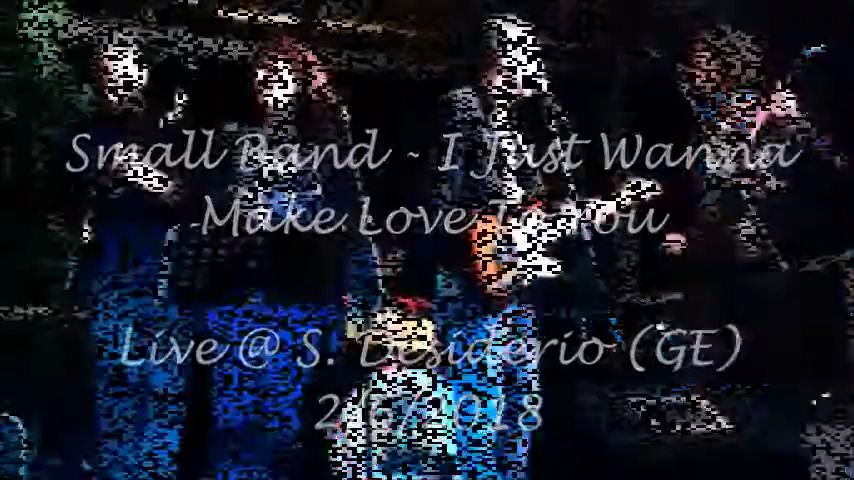 Small Band - I Just Wanna
Make Love To You
Live @ S. Desiderio (GE)